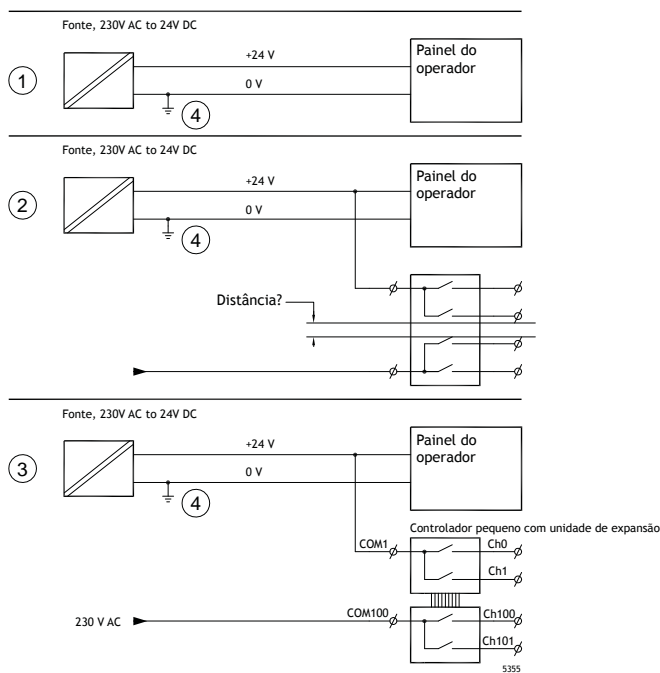 Fonte, 230V AC to 24V DC
1
+24 V
0 V
4
Painel do
operador
Fonte, 230V AC to 24V DC
2
+24 V
0 V
4
Painel do
operador
Distância?
Fonte, 230V AC to 24V DC
3
+24 V
0 V
4
Painel do
operador
Controlador pequeno com unidade de expansão
COM1
Ch0
Ch1
230 V AC
COM100
Ch100
Ch101
5355